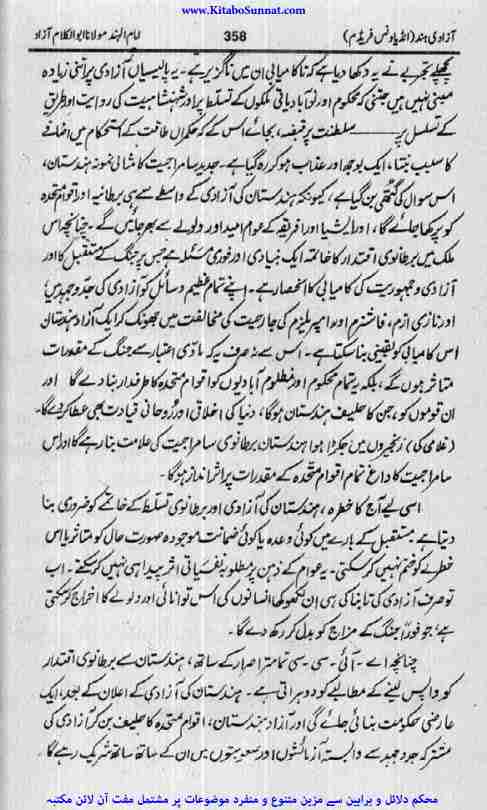 www.KitaboSunnat.com
آزادی ہند (انڈیا ونس فریڈم) 358 امام الہند مولانا ابوالکلام آزاد
پچھلے تجربے نے یہ دکھا دیا ہے کہ ناکامیابی ان میں ناگزیر ہے۔ یہ پالیسیاں آزادی پر اتنی زیادہ
مبنی نہیں ہیں جتنی کہ محکوم اور نوآبادیاتی ملکوں کے تسلط پر اور شہنشاہیت کی روایت اور طریق
کے تسلسل پر ــــــ سلطنت پر قبضہ، بجائے اس کے کہ حکمراں طاقت کے استحکام میں اضافے
کا سبب بنتا، ایک بوجھ اور عذاب ہو کر رہ گیا ہے۔ جدید سامراجیت کا مثالی نمونہ ہندستان،
اس سوال کی گتھی بن گیا ہے، کیونکہ ہندستان کی آزادی کے واسطے سے ہی برطانیہ اور اقوام متحدہ
کو پرکھا جائے گا، اور ایشیا اور افریقہ کے عوام امید اور ولولے سے بھر جائیں گے۔ چنانچہ اس
ملک میں برطانوی اقتدار کا خاتمہ ایک بنیادی اور فوری مسئلہ ہے جس پر جنگ کے مستقبل کا اور
آزادی و جمہوریت کی کامیابی کا انحصار ہے۔ اپنے تمام عظیم وسائل کو آزادی کی جدوجہد میں
اور نازی ازم، فاشزم اور امپیریلزم کی جارحیت کی مخالفت میں جھونک کر ایک آزاد ہندستان
اس کامیابی کو یقینی بنا سکتا ہے۔ اس سے نہ صرف یہ کہ مادی اعتبار سے جنگ کے مقدرات
متاثر ہوں گے، بلکہ یہ تمام محکوم اور مظلوم آبادیوں کو اقوام متحدہ کا طرفدار بنا دے گا اور
ان قوموں کو، جن کا حلیف ہندستان ہوگا، دنیا کی اخلاقی اور روحانی قیادت بھی عطا کر دے گا۔
(غلامی کی) زنجیروں میں جکڑا ہوا ہندستان برطانوی سامراجیت کی علامت بنا رہے گا اور اس
سامراجیت کا داغ تمام اقوام متحدہ کے مقدرات پر اثر انداز ہوگا۔
اسی لیے آج کا خطرہ، ہندستان کی آزادی اور برطانوی تسلط کے خاتمے کو ضروری بنا
دیتا ہے۔ مستقبل کے بارے میں کوئی وعدہ یا کوئی ضمانت موجودہ صورت حال کو متاثر یا اس
خطرے کو ختم نہیں کر سکتی۔ یہ عوام کے ذہن پر مطلوبہ نفسیاتی اثر پیدا ہی نہیں کر سکتے۔ اب
تو صرف آزادی کی تابناکی ہی ان لکھوکھا انسانوں کی اس توانائی اور ولولے کا اخراج کر سکتی
ہے، جو فوراً جنگ کے مزاج کو بدل کر رکھ دے گا۔
چنانچہ اے۔ آئی۔ سی۔ سی تمام تر اصرار کے ساتھ، ہندستان سے برطانوی اقتدار
کو واپس لینے کے مطالبے کو دوہراتی ہے۔ ہندستان کی آزادی کے اعلان کے بعد، ایک
عارضی حکومت بنائی جائے گی اور آزاد ہندستان، اقوام متحدہ کا حلیف بن کر آزادی کی
مشترکہ جدوجہد سے وابستہ آزمائشوں اور صعوبتوں میں ان کے ساتھ ساتھ شریک رہے گا۔
محکم دلائل و براہین سے مزین متنوع و منفرد موضوعات پر مشتمل مفت آن لائن مکتبہ